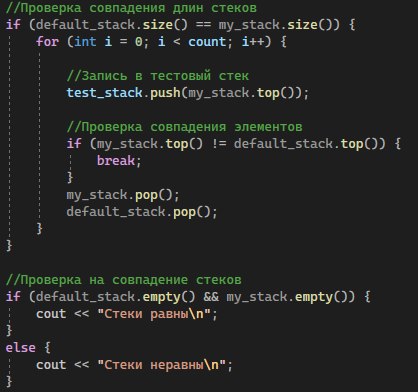 //Проверка совпадения длин стеков
if (default_stack.size() == my_stack.size()) {
for (int i = 0; i < count; i++) {
//Запись в тестовый стек
test_stack.push(my_stack.top());
//Проверка совпадения элементов
if (my_stack.top() != default_stack.top()) {
break;
}
my_stack.pop();
default_stack.pop();
}
}
//Проверка на совпадение стеков
if (default_stack.empty() && my_stack.empty()) {
cout << "Стеки равны\n";
}
else {
cout << "Стеки неравны\n";
}